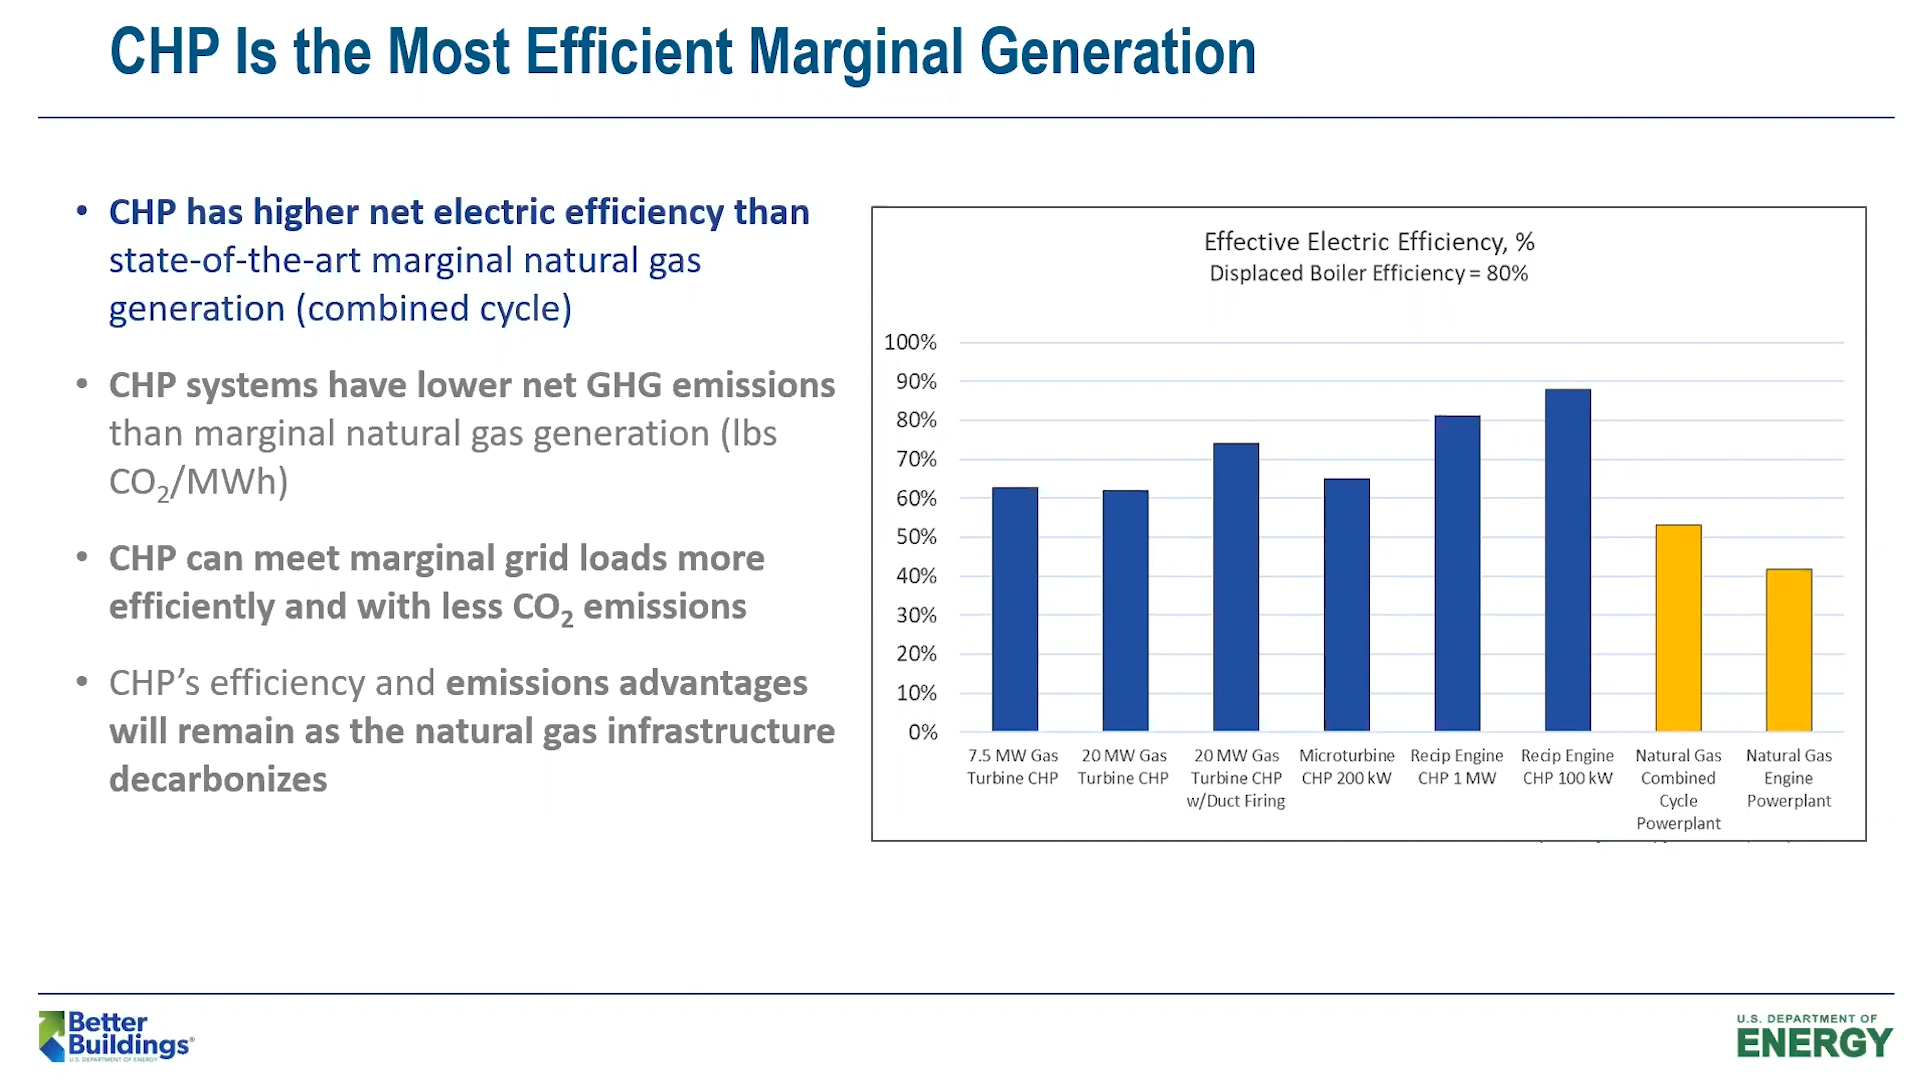 CHP Is the Most Efficient Marginal Generation
• CHP has higher net electric efficiency than
state-of-the-art marginal natural gas
generation (combined cycle)
• CHP systems have lower net GHG emissions
than marginal natural gas generation (lbs
CO₂/MWh)
• CHP can meet marginal grid loads more
efficiently and with less CO₂ emissions
• CHP’s efficiency and emissions advantages
will remain as the natural gas infrastructure
decarbonizes
Effective Electric Efficiency, %
Displaced Boiler Efficiency = 80%
100%
90%
80%
70%
60%
50%
40%
30%
20%
10%
0%
7.5 MW Gas
Turbine CHP
20 MW Gas
Turbine CHP
20 MW Gas
Turbine CHP
w/Duct Firing
Microturbine
CHP 200 kW
Recip Engine
CHP 1 MW
Recip Engine
CHP 100 kW
Natural Gas
Combined
Cycle
Powerplant
Natural Gas
Engine
Powerplant
Better
Buildings®
U.S. DEPARTMENT OF ENERGY
U.S. DEPARTMENT OF
ENERGY